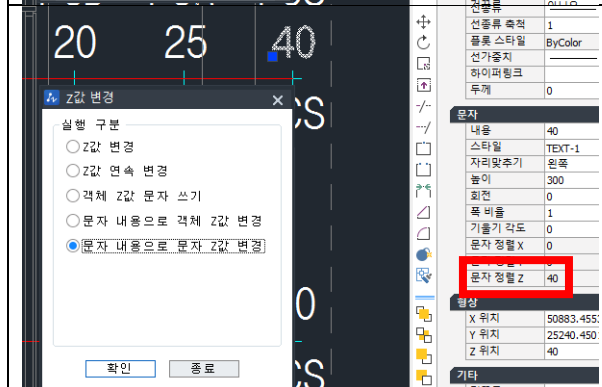 20 25 40
CS
0
CS
Z값 변경
실행 구분
Z값 변경
Z값 연속 변경
객체 Z값 문자 쓰기
문자 내용으로 객체 Z값 변경
문자 내용으로 문자 Z값 변경
확인 종료
선종류 축척 1
플롯 스타일 ByColor
선가중치
하이퍼링크
두께 0
문자
내용 40
스타일 TEXT-1
자리맞추기 왼쪽
높이 300
회전 0
폭 비율 1
기울기 각도 0
문자 정렬 X 0
문자 정렬 Z 40
형상
X 위치 50883.455
Y 위치 25240.450
Z 위치 40
기타